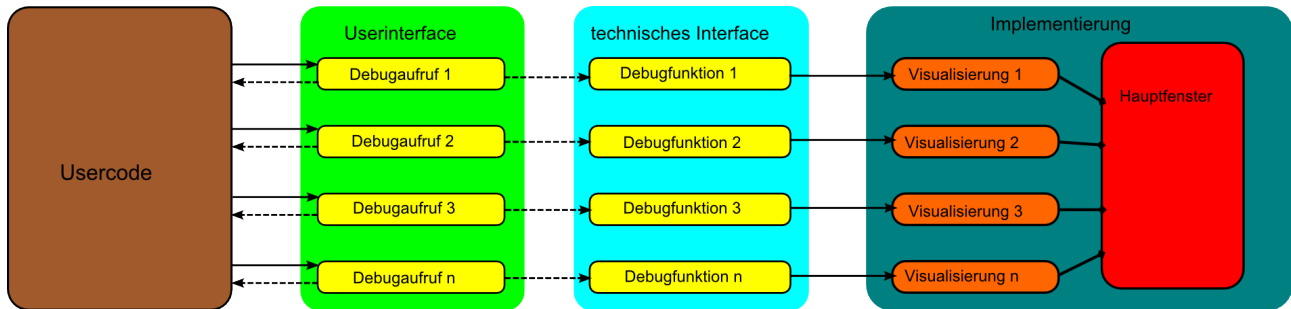 Usercode
Userinterface
Debugaufruf 1
Debugaufruf 2
Debugaufruf 3
Debugaufruf n
technisches Interface
Debugfunktion 1
Debugfunktion 2
Debugfunktion 3
Debugfunktion n
Implementierung
Visualisierung 1
Visualisierung 2
Visualisierung 3
Visualisierung n
Hauptfenster